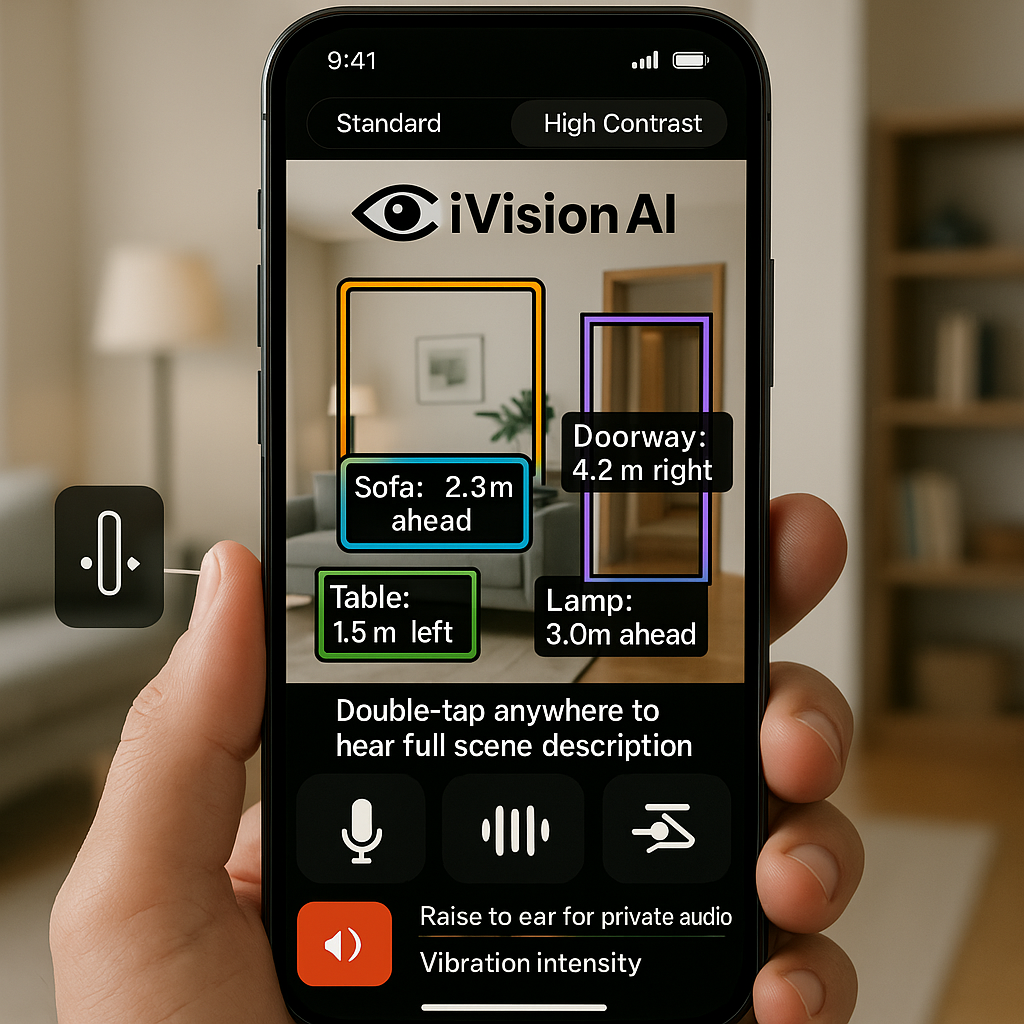 9:41
Standard
High Contrast
iVision AI
Doorway:
4.2 m right
Sofa: 2.3m
ahead
Table:
1.5 m left
Lamp:
3.0m ahead
Double-tap anywhere to
hear full scene description
Raise to ear for private audio
Vibration intensity